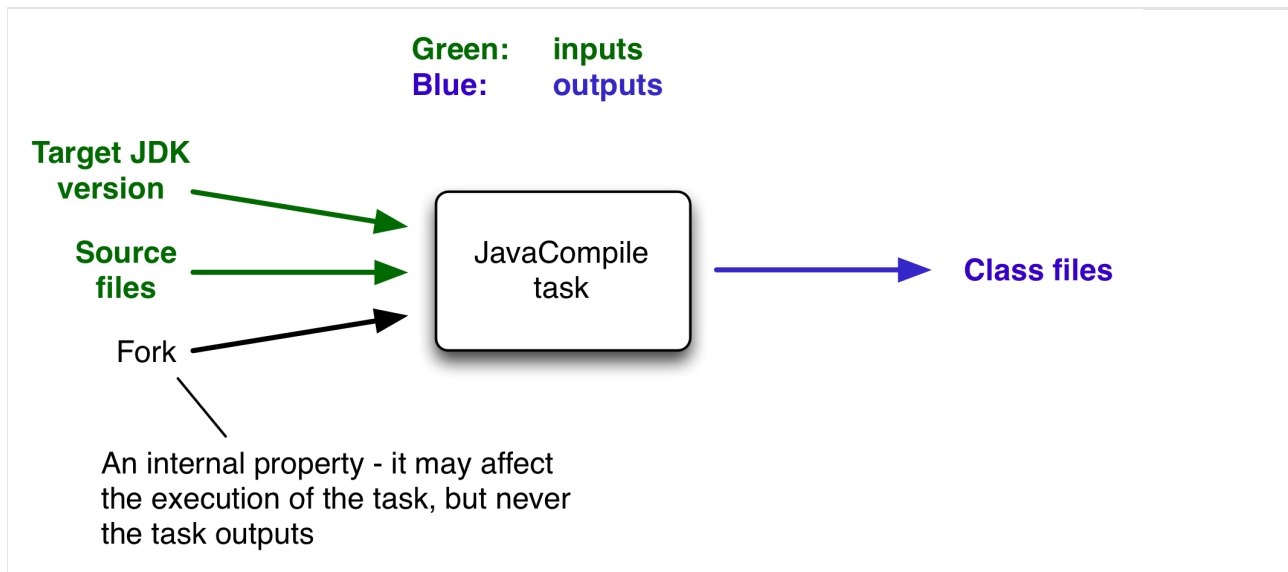 Green: inputs
Blue: outputs
Target JDK
version
Source
files
Fork
JavaCompile
task
Class files
An internal property - it may affect
the execution of the task, but never
the task outputs